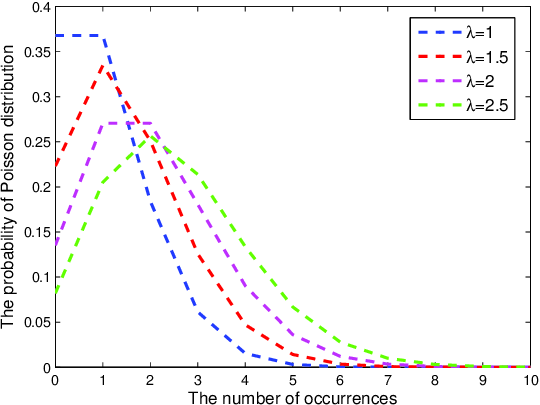 0.4
0.35
0.3
0.25
0.2
0.15
0.1
0.05
0
The probability of Poisson distribution
λ=1
λ=1.5
λ=2
λ=2.5
0 1 2 3 4 5 6 7 8 9 10
The number of occurrences